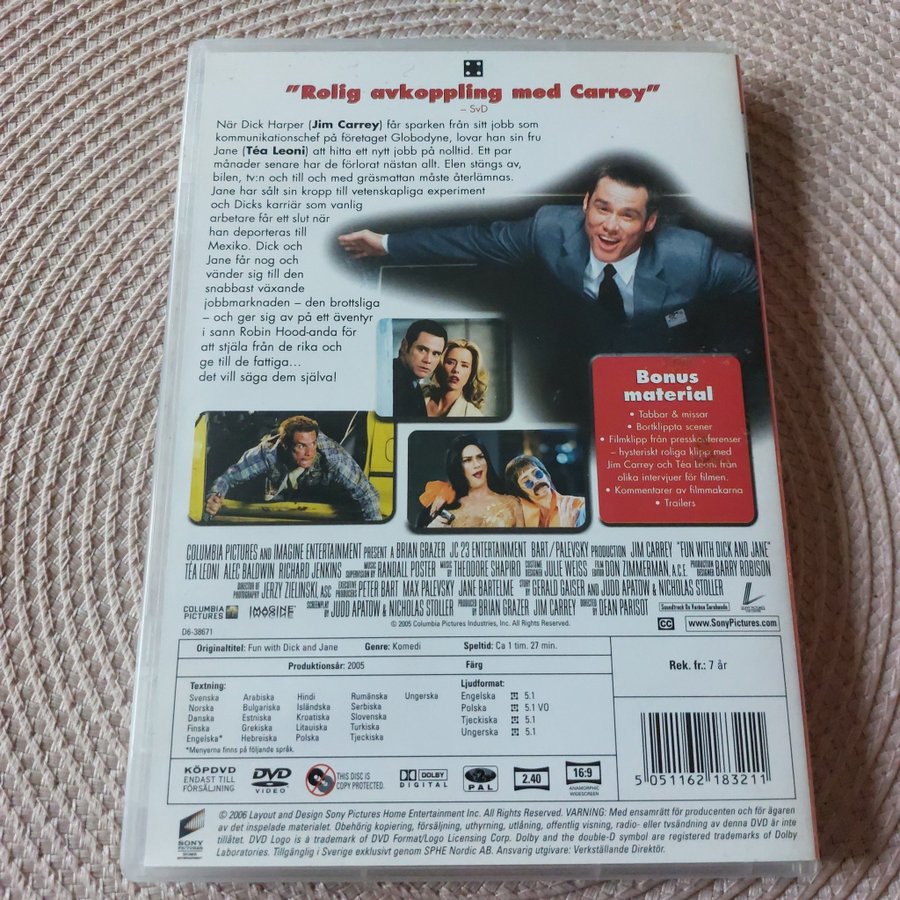 "Rolig avkoppling med Carrey"
– SvD
När Dick Harper (Jim Carrey) får sparken från sitt jobb som
kommunikationschef på företaget Globodyne, lovar han sin fru
Jane (Téa Leoni) att hitta ett nytt jobb på nolltid. Ett par
månader senare har de förlorat nästan allt. Elen stängs av,
bilen, tv:n och till och med gräsmattan måste återlämnas.
Jane har sålt sin kropp till vetenskapliga experiment
och Dicks karriär som vanlig
arbetare får ett slut när
han deporteras till
Mexiko. Dick och
Jane får nog och
vänder sig till den
snabbast växande
jobbmarknaden – den brottsliga
– och ger sig av på ett äventyr
i sann Robin Hood-anda för
att stjäla från de rika och
ge till de fattiga...
det vill säga dem själva!
Bonus
material
• Tabbar & missar
• Bortklippta scener
• Filmklipp från presskonferenser
– hysteriskt roliga klipp med
Jim Carrey och Téa Leoni från
olika intervjuer för filmen.
• Kommentarer av filmmakarna
• Trailers
COLUMBIA PICTURES AND IMAGINE ENTERTAINMENT PRESENT A BRIAN GRAZER JC 23 ENTERTAINMENT BART/PALEVSKY PRODUCTION JIM CARREY "FUN WITH DICK AND JANE"
TÉA LEONI ALEC BALDWIN RICHARD JENKINS MUSIC SUPERVISION BY RANDALL POSTER MUSIC BY THEODORE SHAPIRO COSTUME DESIGNER JULIE WEISS FILM EDITOR DON ZIMMERMAN, A.C.E. PRODUCTION DESIGNER BARRY ROBISON
DIRECTOR OF PHOTOGRAPHY JERZY ZIELINSKI, ASC EXECUTIVE PRODUCERS PETER BART MAX PALEVSKY JANE BARTELME STORY BY GERALD GAISER AND JUDD APATOW & NICHOLAS STOLLER
SCREENPLAY BY JUDD APATOW & NICHOLAS STOLLER PRODUCED BY BRIAN GRAZER JIM CARREY DIRECTED BY DEAN PARISOT
COLUMBIA
PICTURES
IMAGINE
ENTERTAINMENT
Soundtrack On Varèse Sarabande
© 2005 Columbia Pictures Industries, Inc. All Rights Reserved.
CC
www.SonyPictures.com
D6-38671
Originaltitel: Fun with Dick and Jane Genre: Komedi Speltid: Ca 1 tim. 27 min.
Produktionsår: 2005 Färg
Rek. fr.: 7 år
Textning:
Svenska Arabiska Hindi Rumänska Ungerska
Norska Bulgariska Isländska Serbiska
Danska Estniska Kroatiska Slovenska
Finska Grekiska Litauiska Turkiska
Engelska* Hebreiska Polska Tjeckiska
*Menyerna finns på följande språk.
Ljudformat:
Engelska 5.1
Polska 5.1 VO
Tjeckiska 5.1
Ungerska 5.1
KÖPDVD
ENDAST TILL
FÖRSÄLJNING
DVD
VIDEO
THIS DISC IS
COPY PROTECTED.
DOLBY
DIGITAL
2
PAL
2.40
16:9
ANAMORPHIC
WIDESCREEN
5 051162 183211
SONY
PICTURES
© 2006 Layout and Design Sony Pictures Home Entertainment Inc. All Rights Reserved. VARNING: Med ensamrätt för producenten och för ägaren
av det inspelade materialet. Obehörig kopiering, försäljning, uthyrning, utlåning, offentlig visning, radio- eller tvsändning av denna DVD är inte
tillåtet. DVD Logo is a trademark of DVD Format/Logo Licensing Corp. Dolby and the double-D symbol are registered trademarks of Dolby
Laboratories. Tillgänglig i Sverige exklusivt genom SPHE Nordic AB. Ansvarig utgivare: Verkställande Direktör.